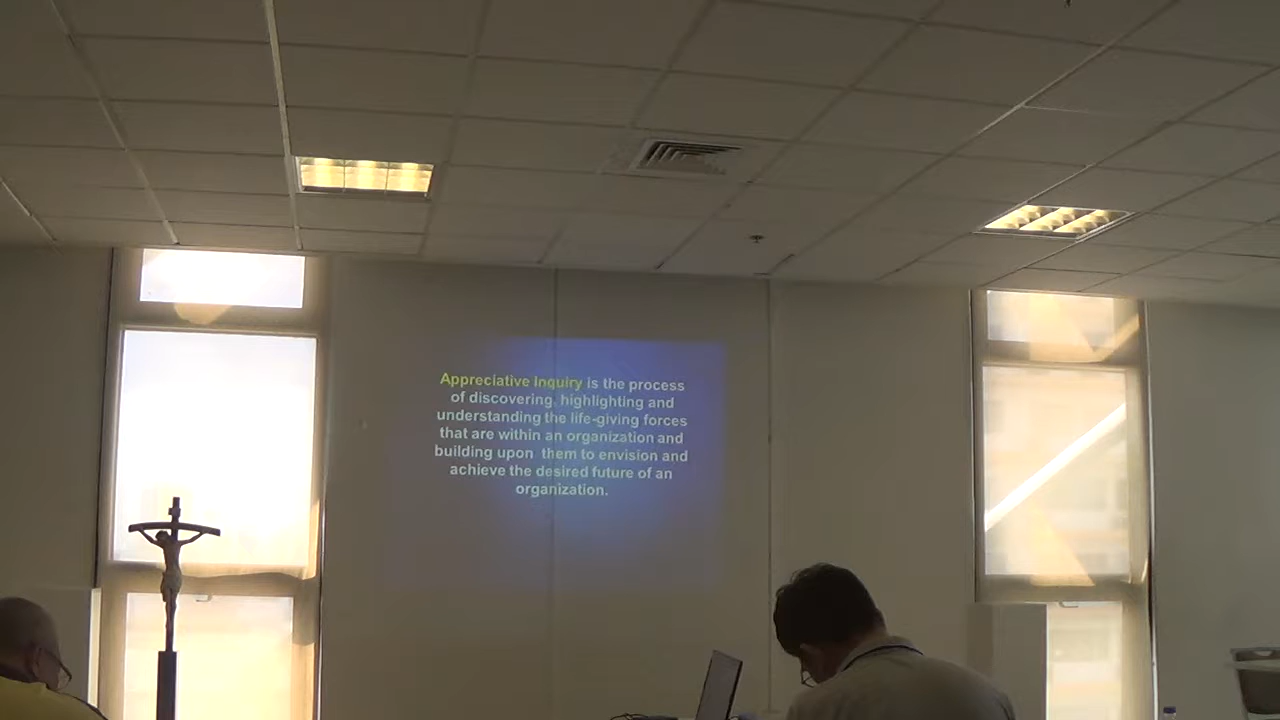 Appreciative Inquiry is the process
of discovering, highlighting and
understanding the life-giving forces
that are within an organization and
building upon them to envision and
achieve the desired future of an
organization.